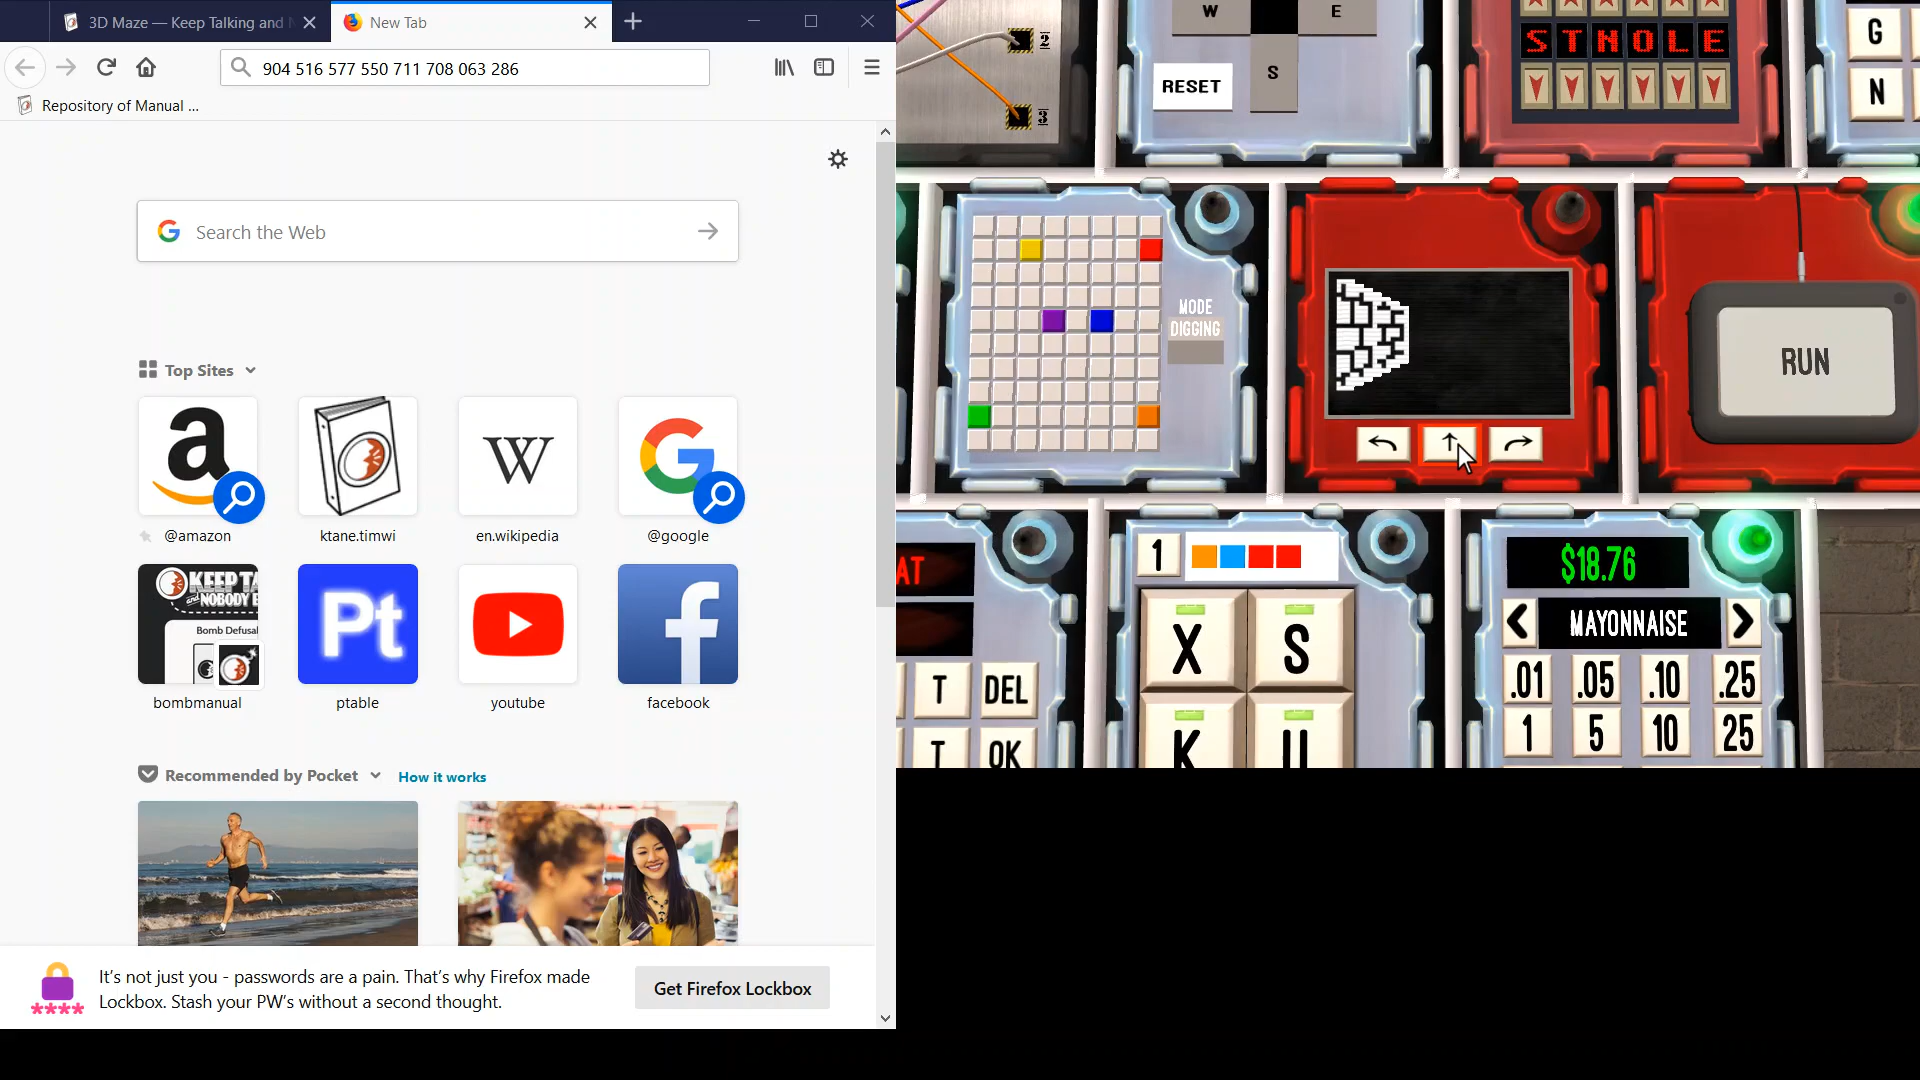 3D Maze — Keep Talking and N
New Tab
904 516 577 550 711 708 063 286
Repository of Manual ...
Search the Web
Top Sites
@amazon
ktane.timwi
en.wikipedia
@google
KEEP TA
and NOBODY E
Bomb Defusal
Pt
bombmanual
ptable
youtube
facebook
Recommended by Pocket
How it works
It's not just you - passwords are a pain. That's why Firefox made
Lockbox. Stash your PW's without a second thought.
Get Firefox Lockbox
2
3
W
E
S
RESET
STNOLE
G
N
MODE
DIGGING
RUN
AT
T
DEL
T
OK
1
X
S
K
U
$18.76
MAYONNAISE
.01 .05 .10 .25
1 5 10 25